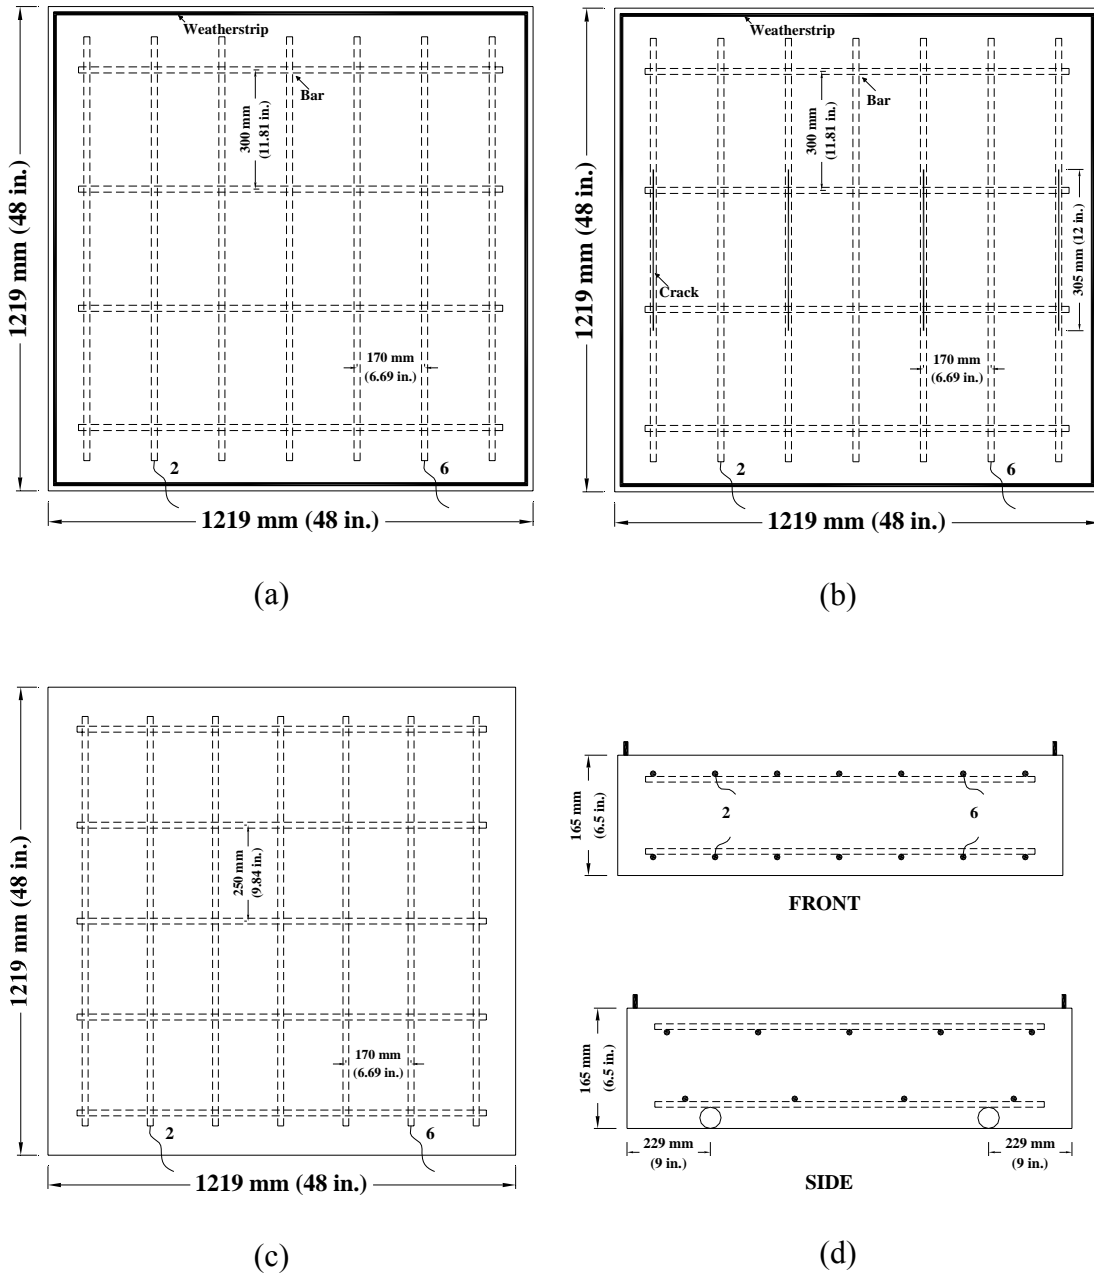 Weatherstrip
Bar
300 mm
(11.81 in.)
1219 mm (48 in.)
170 mm
(6.69 in.)
2
6
1219 mm (48 in.)
(a)
Weatherstrip
Bar
300 mm
(11.81 in.)
1219 mm (48 in.)
305 mm (12 in.)
Crack
170 mm
(6.69 in.)
2
6
1219 mm (48 in.)
(b)
1219 mm (48 in.)
250 mm
(9.84 in.)
170 mm
(6.69 in.)
2
6
1219 mm (48 in.)
(c)
165 mm
(6.5 in.)
2
6
FRONT
165 mm
(6.5 in.)
229 mm
(9 in.)
229 mm
(9 in.)
SIDE
(d)